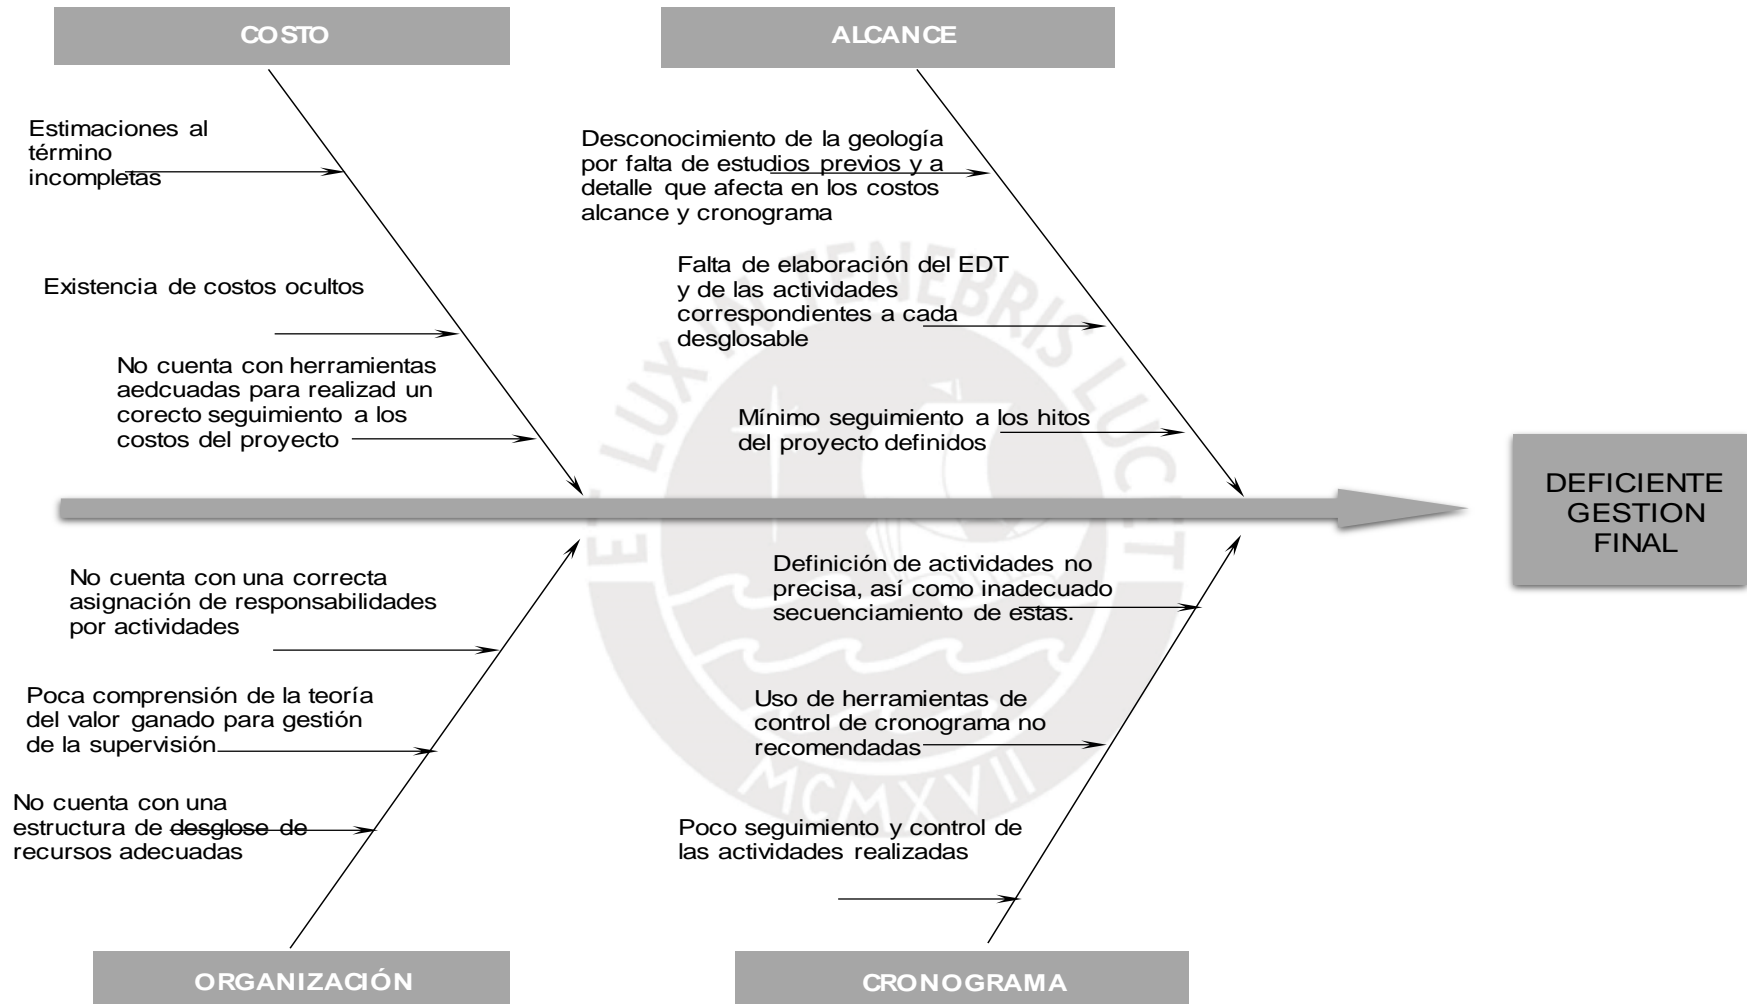 COSTO
ALCANCE
Estimaciones al
término
incompletas
Desconocimiento de la geología
por falta de estudios previos y a
detalle que afecta en los costos
alcance y cronograma
Existencia de costos ocultos
Falta de elaboración del EDT
y de las actividades
correspondientes a cada
desglosable
No cuenta con herramientas
aedcuadas para realizad un
corecto seguimiento a los
costos del proyecto
Mínimo seguimiento a los hitos
del proyecto definidos
DEFICIENTE
GESTION
FINAL
No cuenta con una correcta
asignación de responsabilidades
por actividades
Definición de actividades no
precisa, así como inadecuado
secuenciamiento de estas.
Poca comprensión de la teoría
del valor ganado para gestión
de la supervisión
Uso de herramientas de
control de cronograma no
recomendadas
No cuenta con una
estructura de desglose de
recursos adecuadas
Poco seguimiento y control de
las actividades realizadas
ORGANIZACIÓN
CRONOGRAMA
ET LUX IN TENEBRIS LUCET
MCMXVII